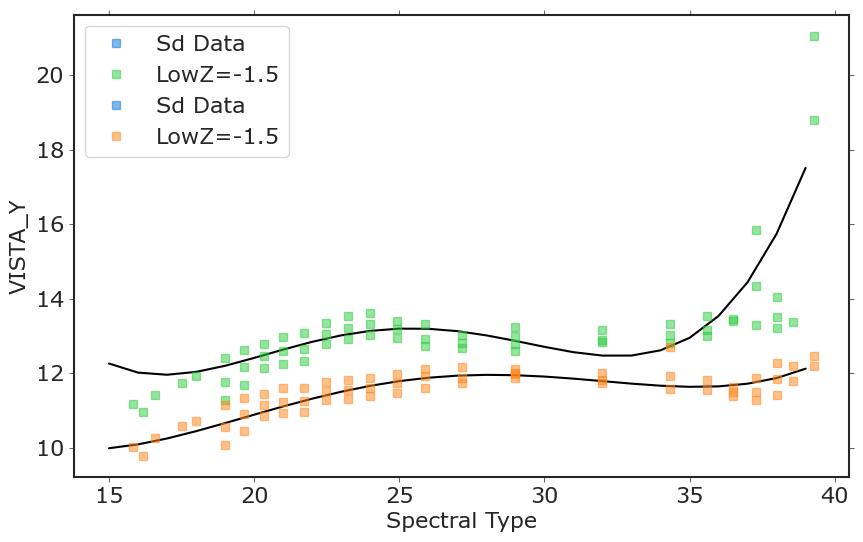 Sd Data
LowZ=-1.5
Sd Data
LowZ=-1.5
20
18
16
14
12
10
VISTA_Y
15 20 25 30 35 40
Spectral Type